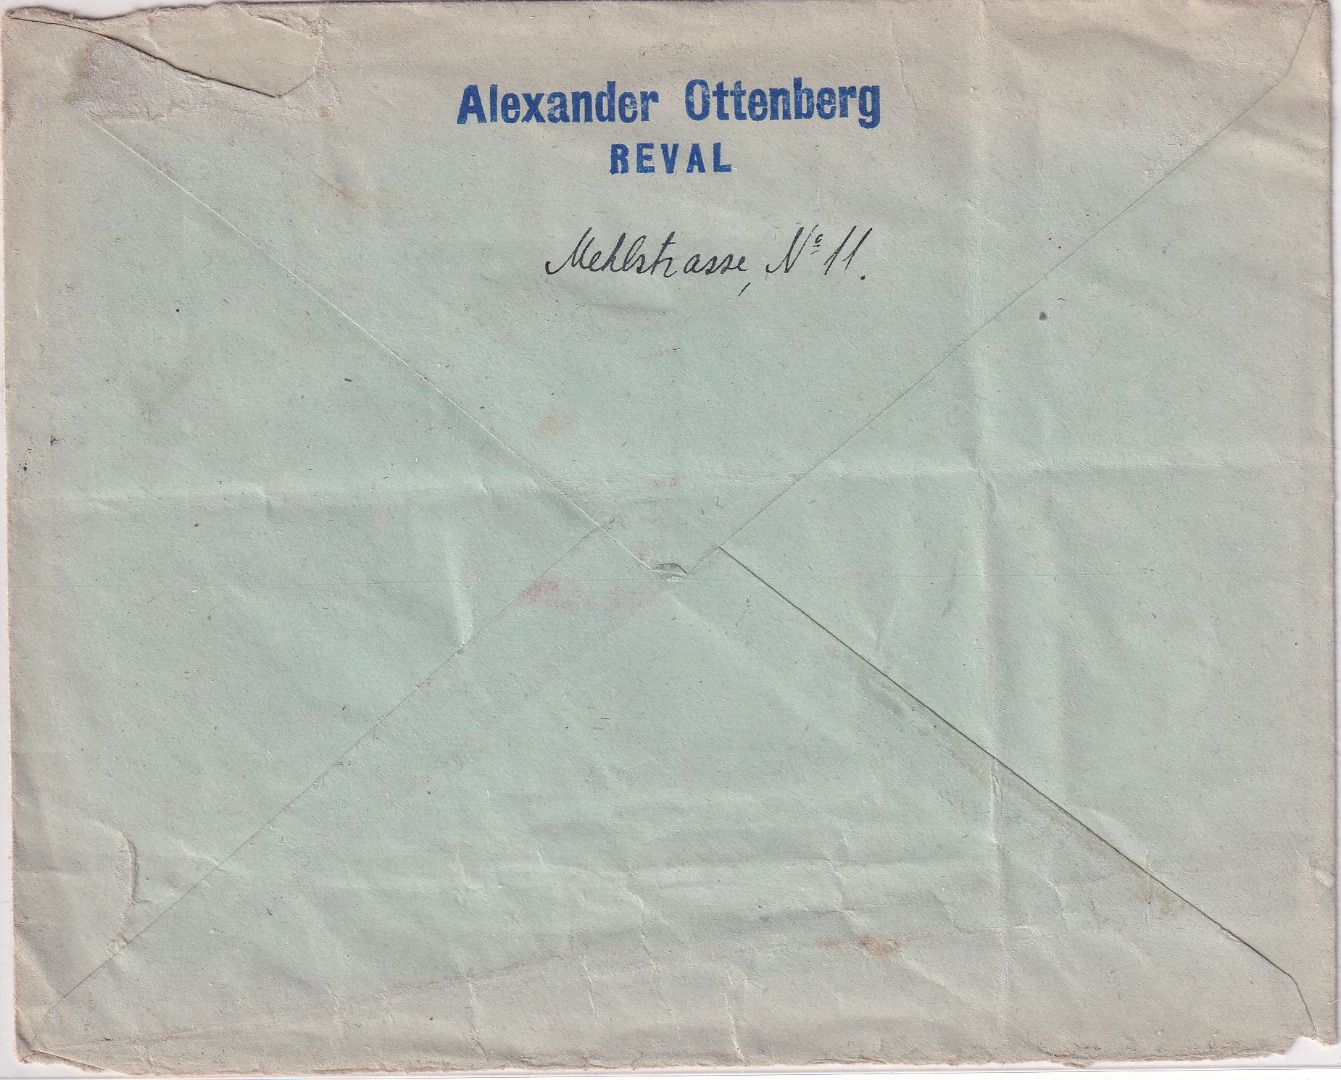 Alexander Ottenberg
REVAL
Mehlstrasse, Nº 11.